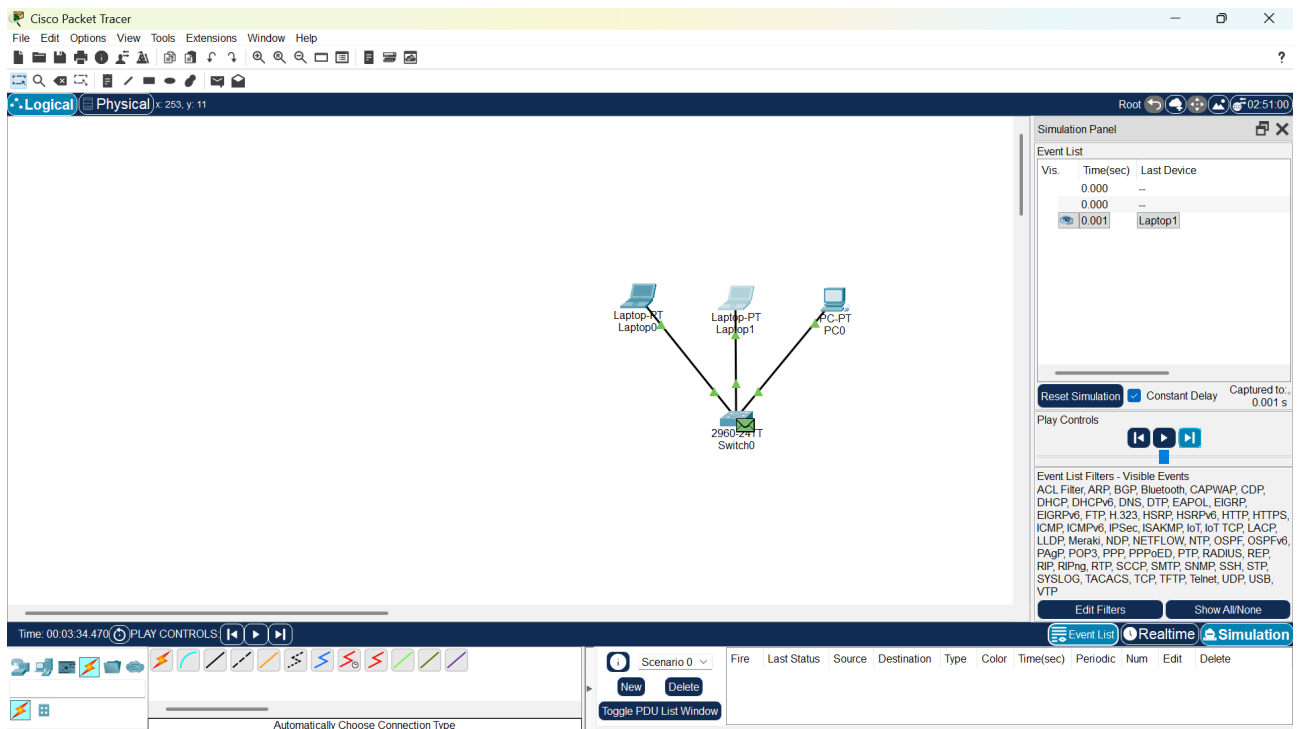 Cisco Packet Tracer
File Edit Options View Tools Extensions Window Help
?
Logical Physical x: 253, y: 11
Root 02:51:00
Simulation Panel
Event List
Vis. Time(sec) Last Device
0.000 --
0.000 --
0.001 Laptop1
Laptop-PT
Laptop0
Laptop-PT
Laptop1
PC-PT
PC0
2960-24TT
Switch0
Reset Simulation Constant Delay Captured to:
0.001 s
Play Controls
Event List Filters - Visible Events
ACL Filter, ARP, BGP, Bluetooth, CAPWAP, CDP,
DHCP, DHCPv6, DNS, DTP, EAPOL, EIGRP,
EIGRPv6, FTP, H.323, HSRP, HSRPv6, HTTP, HTTPS,
ICMP, ICMPv6, IPSec, ISAKMP, IoT, IoT TCP, LACP,
LLDP, Meraki, NDP, NETFLOW, NTP, OSPF, OSPFv6,
PAgP, POP3, PPP, PPPoED, PTP, RADIUS, REP,
RIP, RIPng, RTP, SCCP, SMTP, SNMP, SSH, STP,
SYSLOG, TACACS, TCP, TFTP, Telnet, UDP, USB,
VTP
Edit Filters Show All/None
Time: 00:03:34.470 PLAY CONTROLS:
Event List Realtime Simulation
Scenario 0
New Delete
Toggle PDU List Window
Fire Last Status Source Destination Type Color Time(sec) Periodic Num Edit Delete
Automatically Choose Connection Type